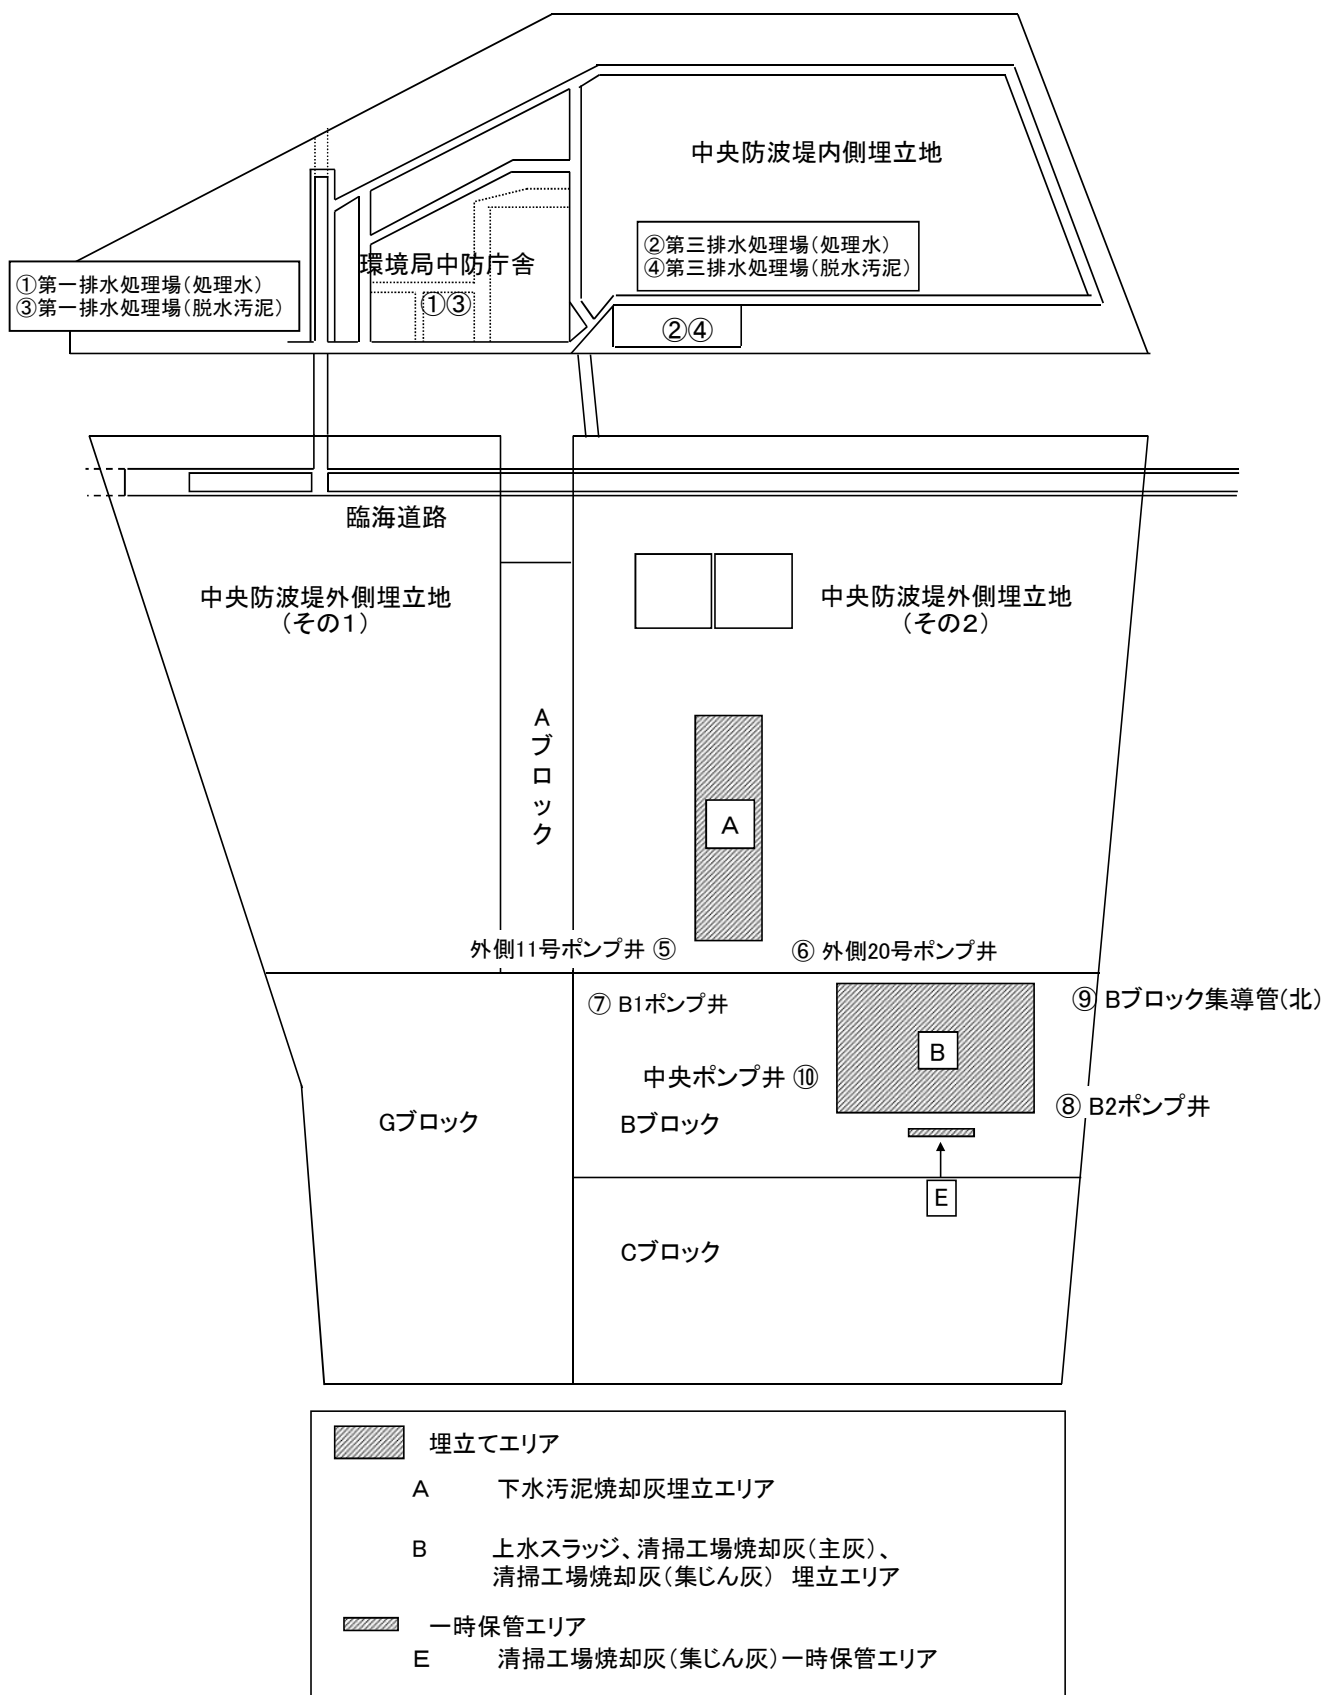 中央防波堤内側埋立地
②第三排水処理場(処理水)
④第三排水処理場(脱水汚泥)
環境局中防庁舎
①第一排水処理場(処理水)
③第一排水処理場(脱水汚泥)
①③
②④
臨海道路
中央防波堤外側埋立地
(その1)
中央防波堤外側埋立地
(その2)
Aブロック
A
外側11号ポンプ井 ⑤
⑥ 外側20号ポンプ井
⑦ B1ポンプ井
⑨ Bブロック集導管(北)
B
中央ポンプ井 ⑩
⑧ B2ポンプ井
Gブロック
Bブロック
E
Cブロック
埋立てエリア
A 下水汚泥焼却灰埋立エリア
B 上水スラッジ、清掃工場焼却灰(主灰)、
清掃工場焼却灰(集じん灰) 埋立エリア
一時保管エリア
E 清掃工場焼却灰(集じん灰)一時保管エリア